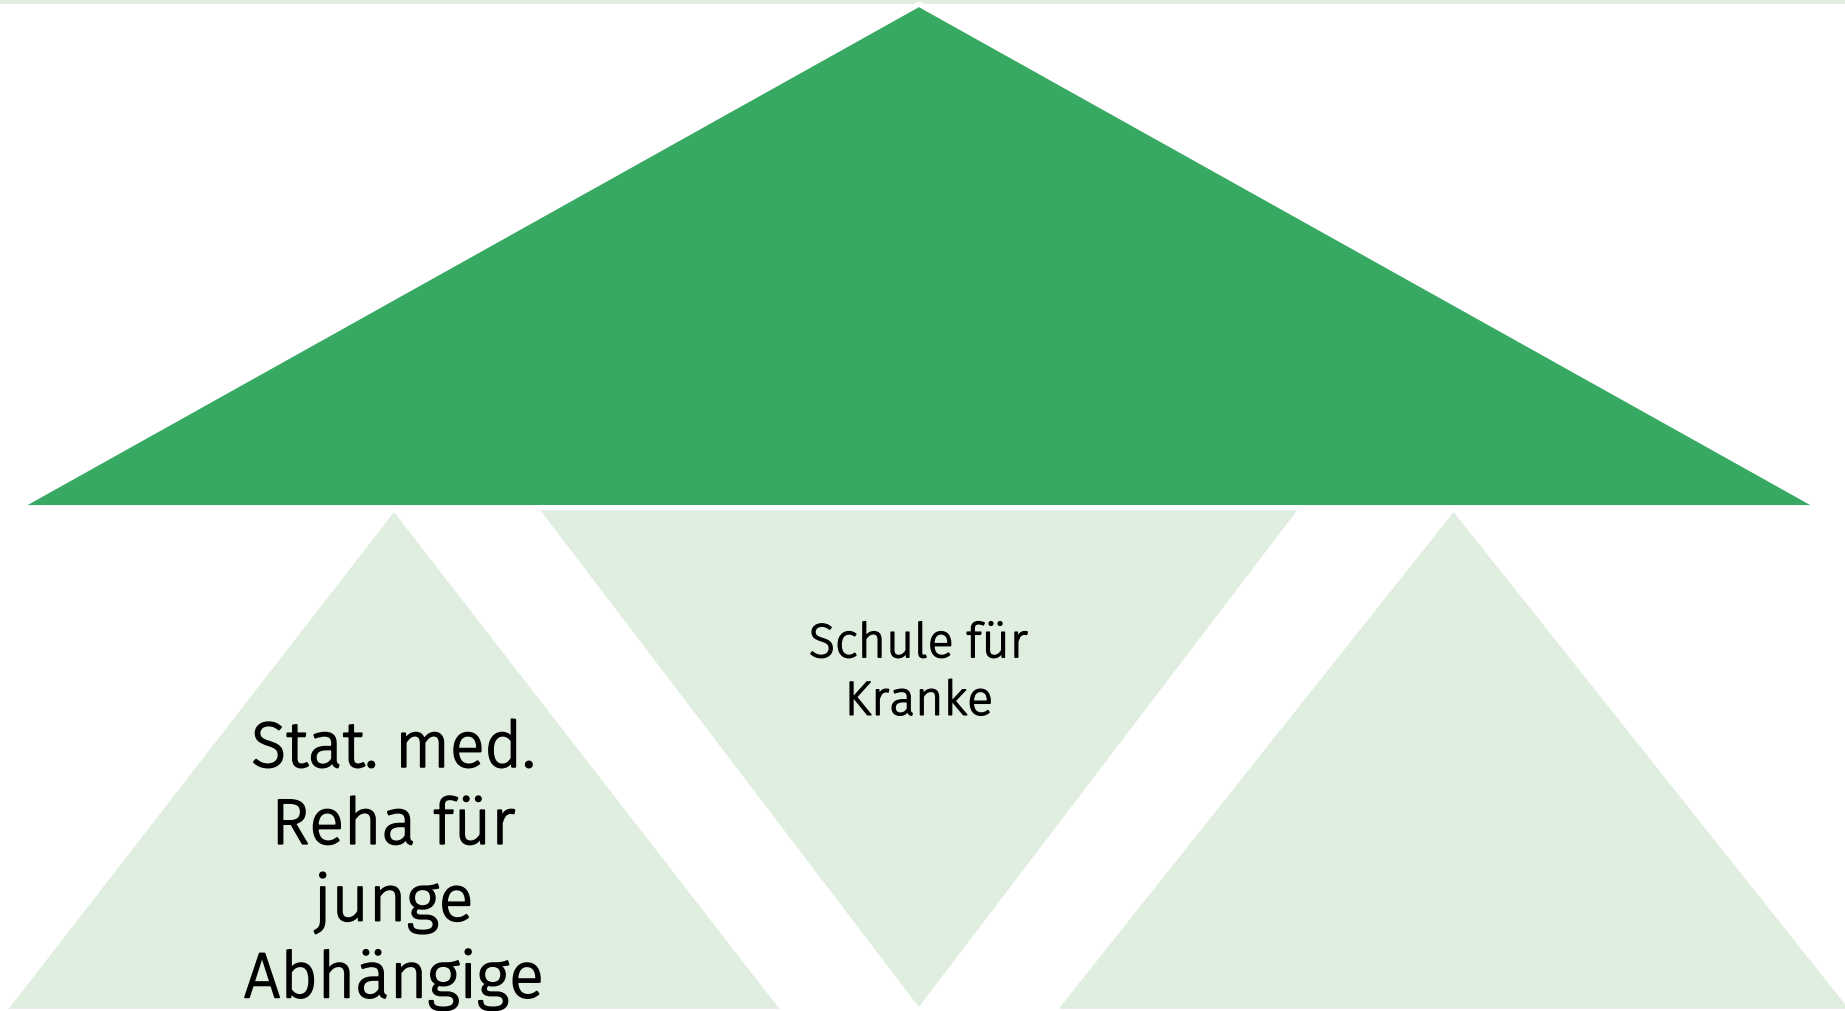 Schule für
Kranke
Stat. med.
Reha für
junge
Abhängige